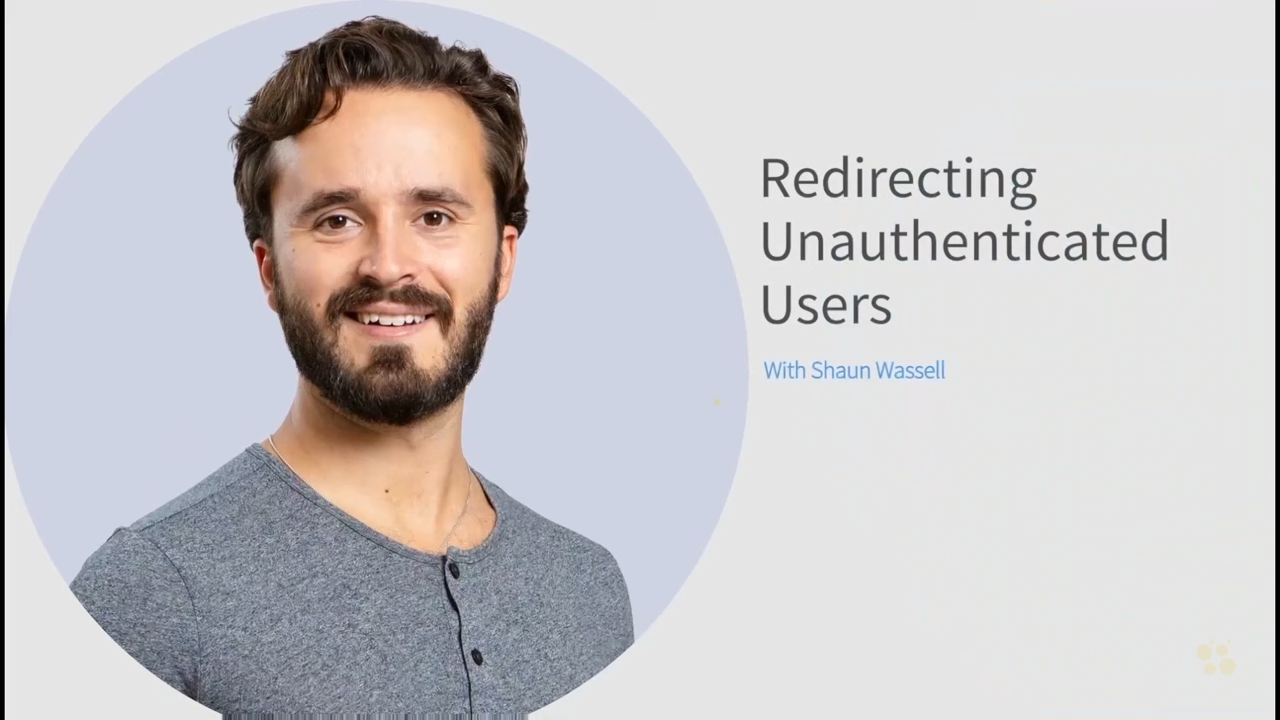 Redirecting
Unauthenticated
Users
With Shaun Wassell